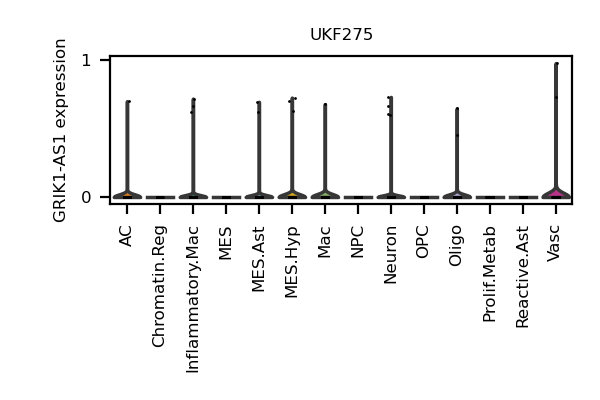 UKF275
GRIK1-AS1 expression
1
0
AC
Chromatin.Reg
Inflammatory.Mac
MES
MES.Ast
MES.Hyp
Mac
NPC
Neuron
OPC
Oligo
Prolif.Metab
Reactive.Ast
Vasc